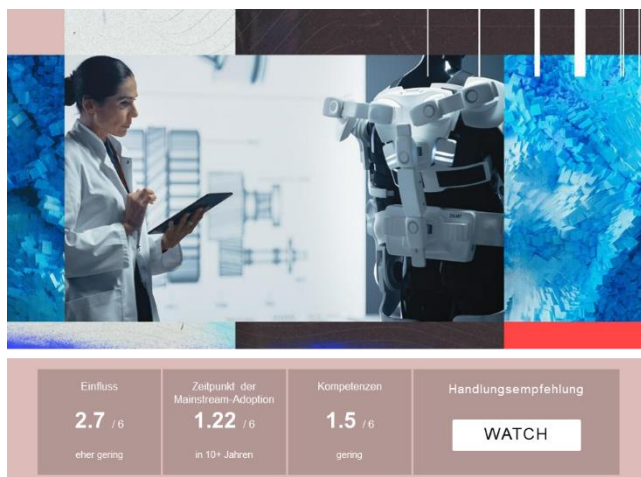 Einfluss
2.7 / 6
eher gering
Zeitpunkt der
Mainstream-Adoption
1.22 / 6
in 10+ Jahren
Kompetenzen
1.5 / 6
gering
Handlungsempfehlung
WATCH